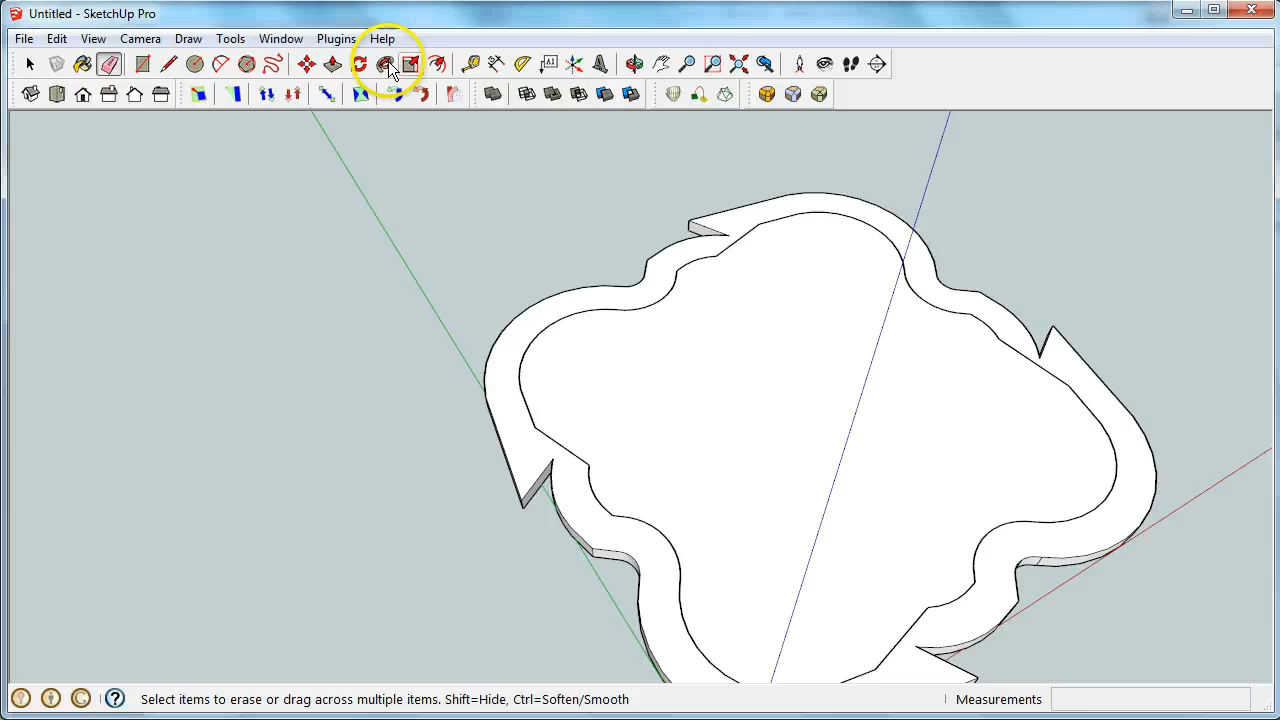 Untitled - SketchUp Pro
File Edit View Camera Draw Tools Window Plugins Help
Select items to erase or drag across multiple items. Shift=Hide, Ctrl=Soften/Smooth
Measurements